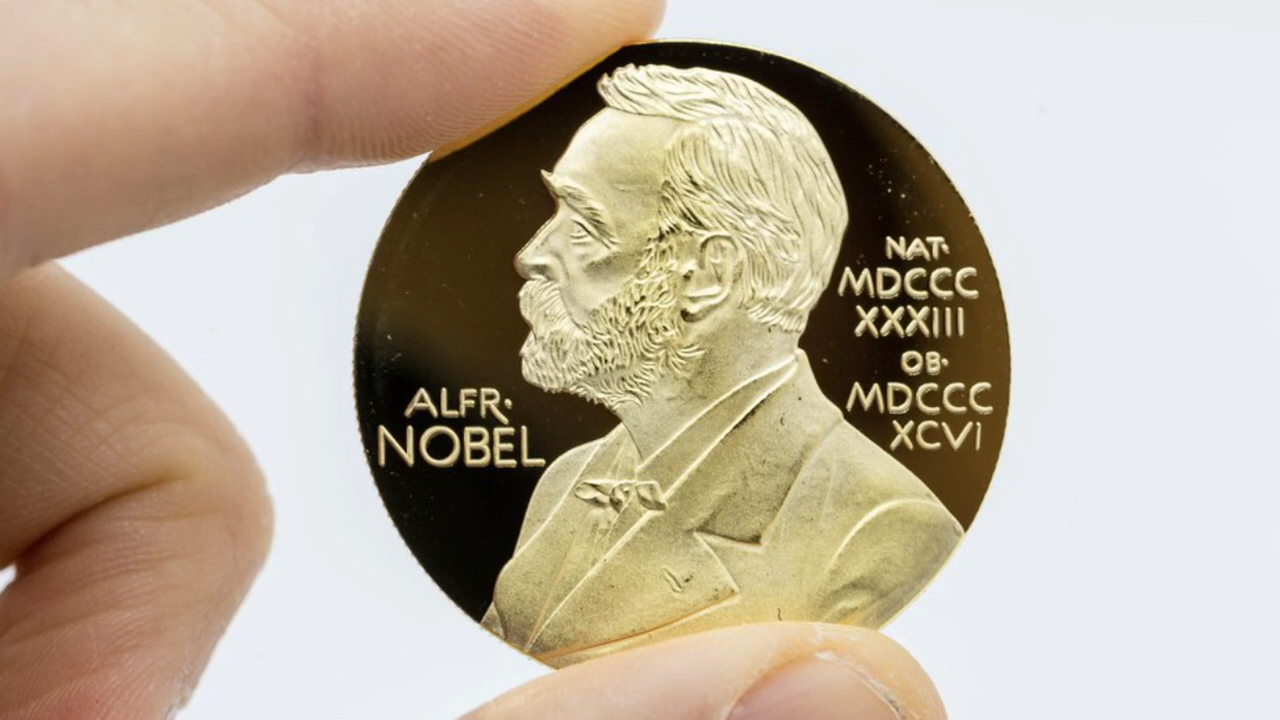 ALFR·
NOBEL
NAT·
MDCCC
XXXIII
OB·
MDCCC
XCVI